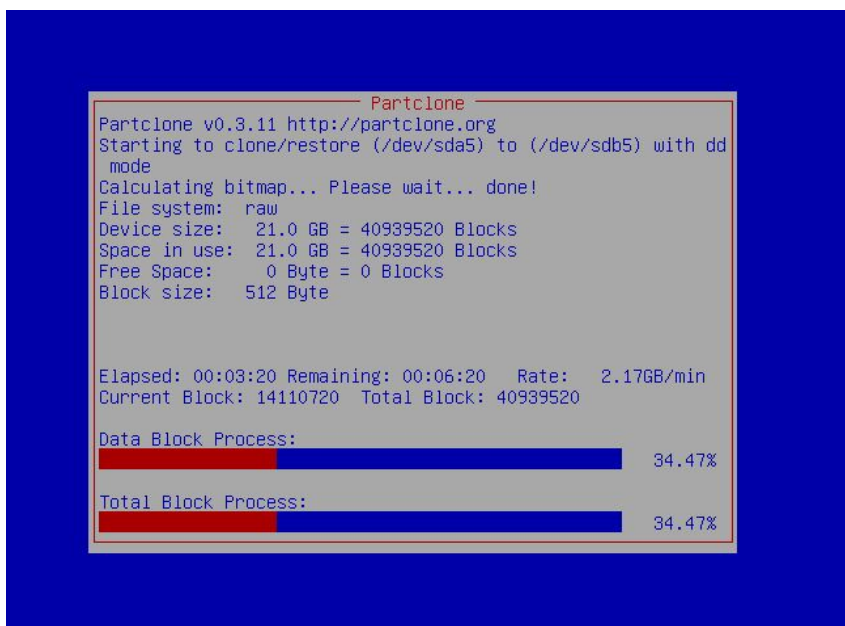 Partclone
Partclone v0.3.11 http://partclone.org
Starting to clone/restore (/dev/sda5) to (/dev/sdb5) with dd
mode
Calculating bitmap... Please wait... done!
File system: raw
Device size: 21.0 GB = 40939520 Blocks
Space in use: 21.0 GB = 40939520 Blocks
Free Space: 0 Byte = 0 Blocks
Block size: 512 Byte
Elapsed: 00:03:20 Remaining: 00:06:20 Rate: 2.17GB/min
Current Block: 14110720 Total Block: 40939520
Data Block Process:
34.47%
Total Block Process:
34.47%